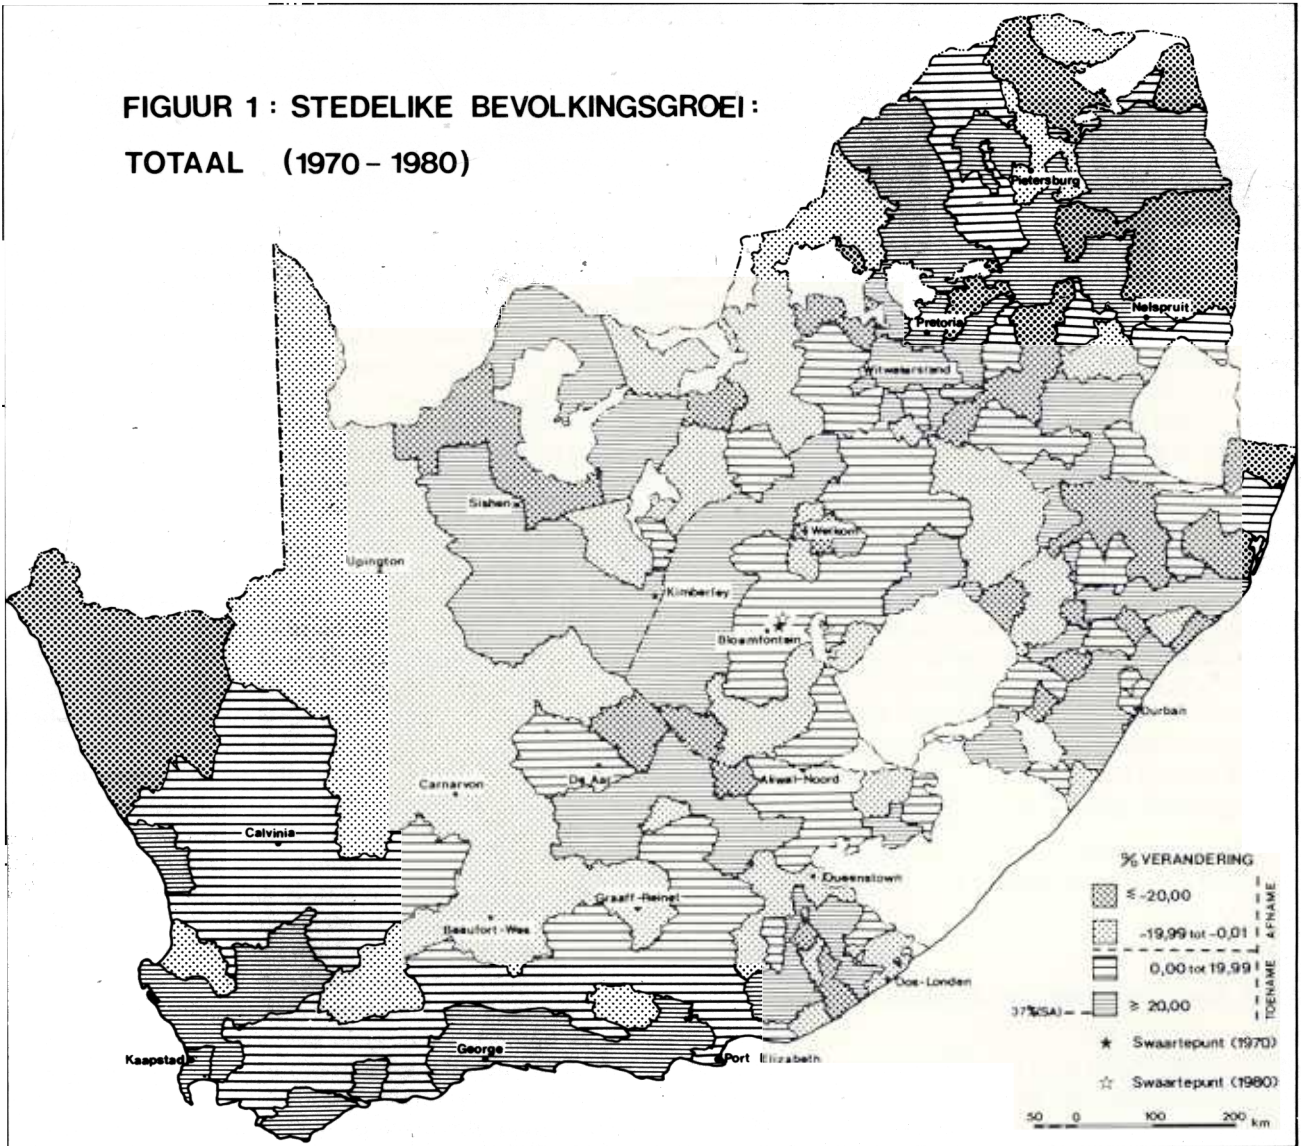 FIGUUR 1 : STEDELIKE BEVOLKINGSGROEI :
TOTAAL (1970 – 1980)
Pietersburg
Nelspruit
Pretoria
Witwatersrand
Sishen
Welkom
Upington
Kimberley
Bloemfontein
Durban
De Aar
Aliwal-Noord
Carnarvon
Calvinia
Queenstown
Graaff-Reinet
Beaufort-Wes
Oos-Londen
George
Kaapstad
Port Elizabeth
% VERANDERING
≤ -20,00
-19,99 tot -0,01
AFNAME
0,00 tot 19,99
37%(SA)
≥ 20,00
TOENAME
Swaartepunt (1970)
Swaartepunt (1980)
50 0 100 200 km